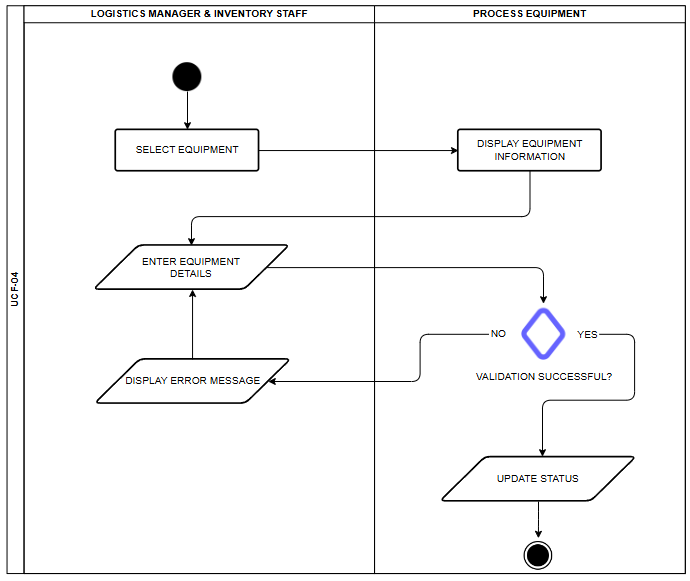 LOGISTICS MANAGER & INVENTORY STAFF
PROCESS EQUIPMENT
UCF-04
SELECT EQUIPMENT
DISPLAY EQUIPMENT
INFORMATION
ENTER EQUIPMENT
DETAILS
NO
YES
VALIDATION SUCCESSFUL?
DISPLAY ERROR MESSAGE
UPDATE STATUS